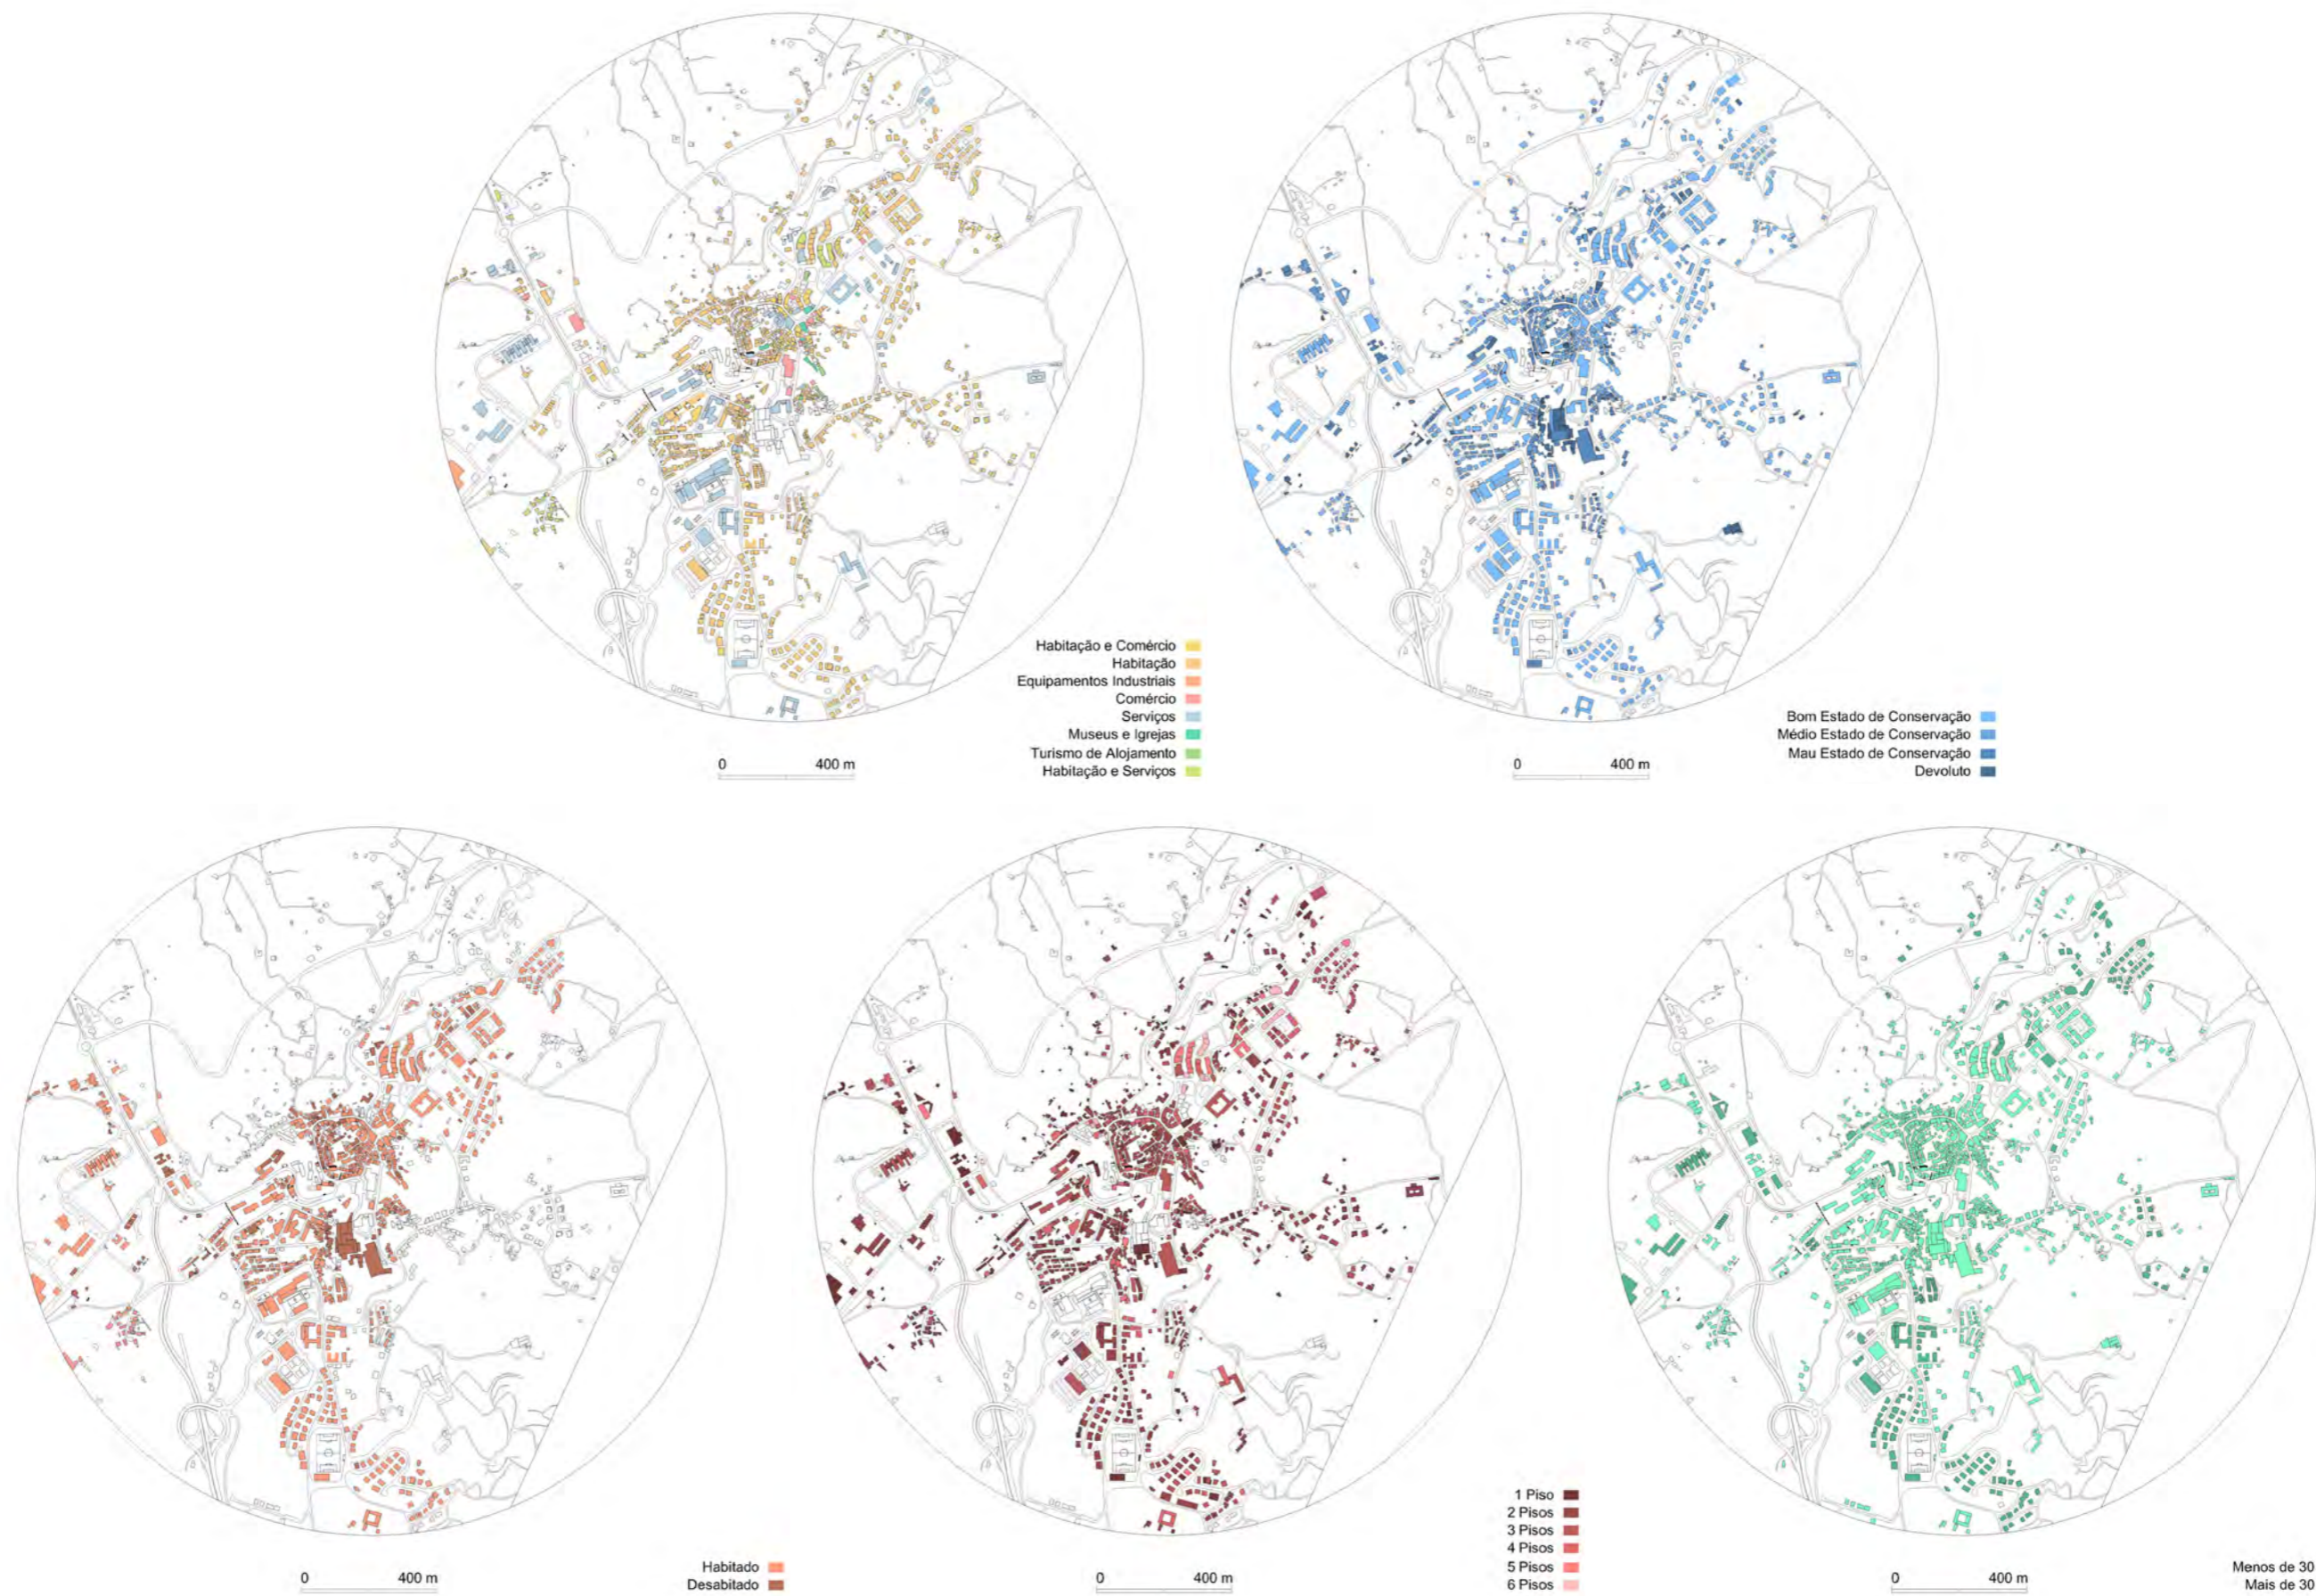 Habitação e Comércio
Habitação
Equipamentos Industriais
Comércio
Serviços
Museus e Igrejas
Turismo de Alojamento
Habitação e Serviços
0 400 m
Bom Estado de Conservação
Médio Estado de Conservação
Mau Estado de Conservação
Devoluto
0 400 m
Habitado
Desabitado
0 400 m
1 Piso
2 Pisos
3 Pisos
4 Pisos
5 Pisos
6 Pisos
0 400 m
Menos de 30
Mais de 30
0 400 m